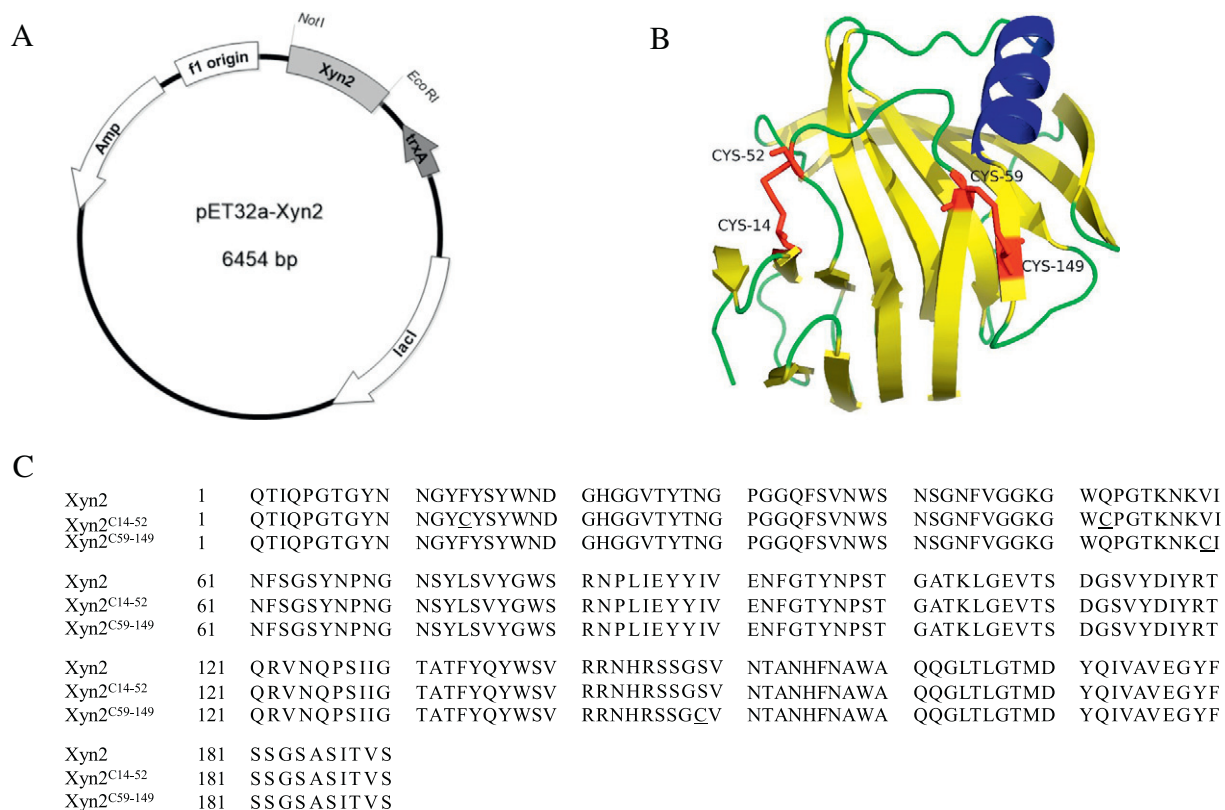 A
NotI
f1 origin
Xyn2
Eco RI
Amp
trxA
pET32a-Xyn2
6454 bp
lacI
B
CYS-52
CYS-59
CYS-14
CYS-149
C
Xyn2 1 QTIQPGTGYN NGYFYSYWND GHGGVTYTNG PGGQFSVNWS NSGNFVGGKG WQPGTKNKVI
Xyn2C14-52 1 QTIQPGTGYN NGYCYSYWND GHGGVTYTNG PGGQFSVNWS NSGNFVGGKG WCPGTKNKVI
Xyn2C59-149 1 QTIQPGTGYN NGYFYSYWND GHGGVTYTNG PGGQFSVNWS NSGNFVGGKG WQPGTKNKCI
Xyn2 61 NFSGSYNPNG NSYLSVYGWS RNPLIEYYIV ENFGTYNPST GATKLGEVTS DGSVYDIYRT
Xyn2C14-52 61 NFSGSYNPNG NSYLSVYGWS RNPLIEYYIV ENFGTYNPST GATKLGEVTS DGSVYDIYRT
Xyn2C59-149 61 NFSGSYNPNG NSYLSVYGWS RNPLIEYYIV ENFGTYNPST GATKLGEVTS DGSVYDIYRT
Xyn2 121 QRVNQPSIIG TATFYQYWSV RRNHRSSGSV NTANHFNAWA QQGLTLGTMD YQIVAVEGYF
Xyn2C14-52 121 QRVNQPSIIG TATFYQYWSV RRNHRSSGSV NTANHFNAWA QQGLTLGTMD YQIVAVEGYF
Xyn2C59-149 121 QRVNQPSIIG TATFYQYWSV RRNHRSSGCV NTANHFNAWA QQGLTLGTMD YQIVAVEGYF
Xyn2 181 SSGSASITVS
Xyn2C14-52 181 SSGSASITVS
Xyn2C59-149 181 SSGSASITVS